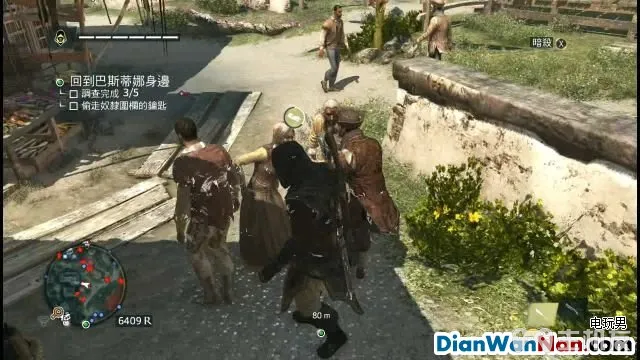 暗殺 X
回到巴斯蒂娜身邊
調查完成 3/5
偷走奴隸圍欄的鑰匙
6409 R
80 m
电玩男
DianWanNan.com